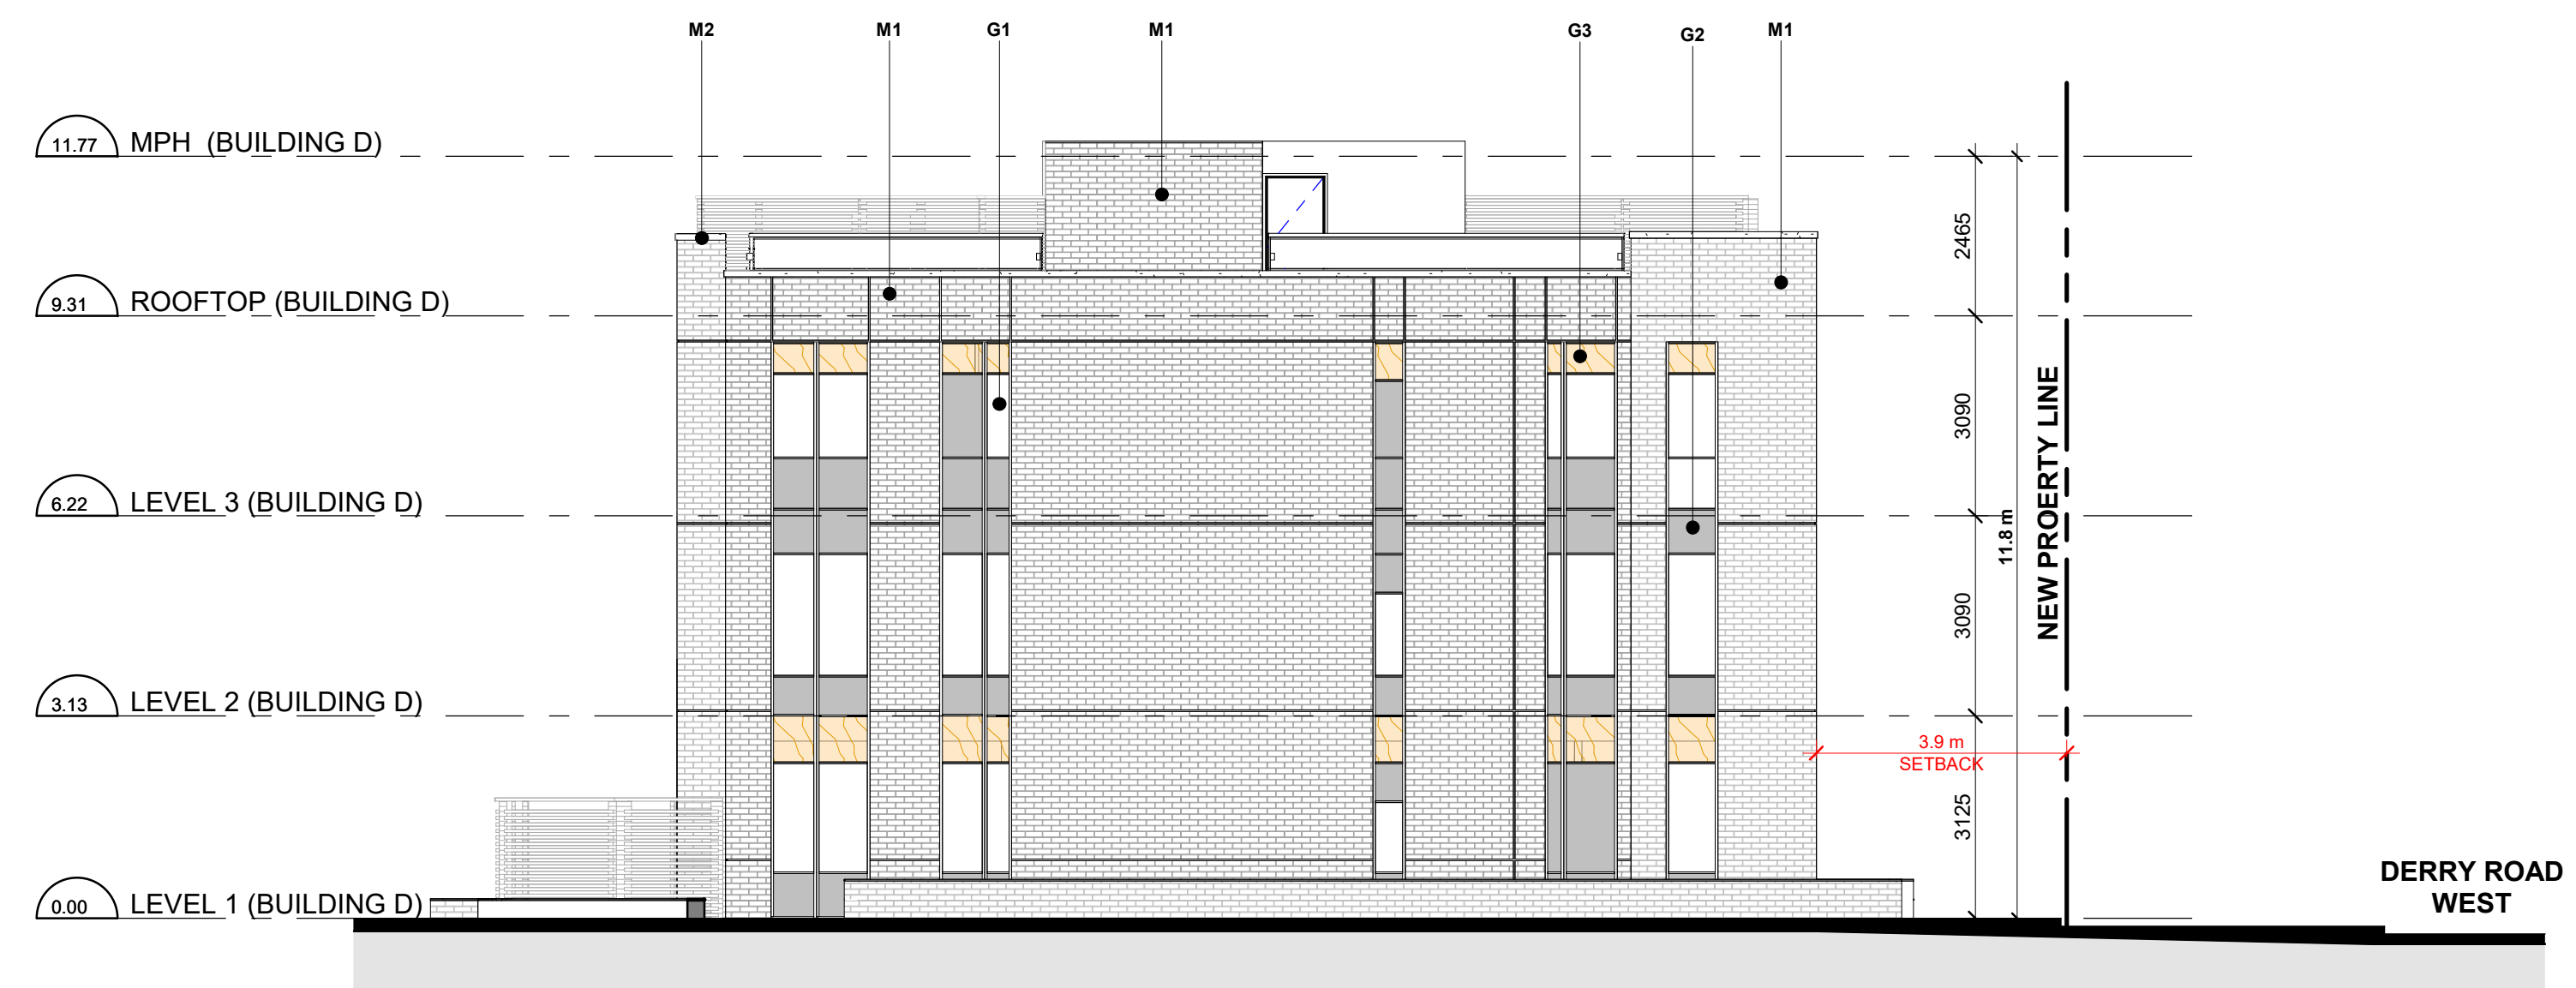 M2
M1
G1
M1
G3
G2
M1
11.77 MPH (BUILDING D)
9.31 ROOFTOP (BUILDING D)
6.22 LEVEL 3 (BUILDING D)
3.13 LEVEL 2 (BUILDING D)
0.00 LEVEL 1 (BUILDING D)
2465
3090
3090
3125
11.8 m
NEW PROERTY LINE
3.9 m
SETBACK
DERRY ROAD
WEST